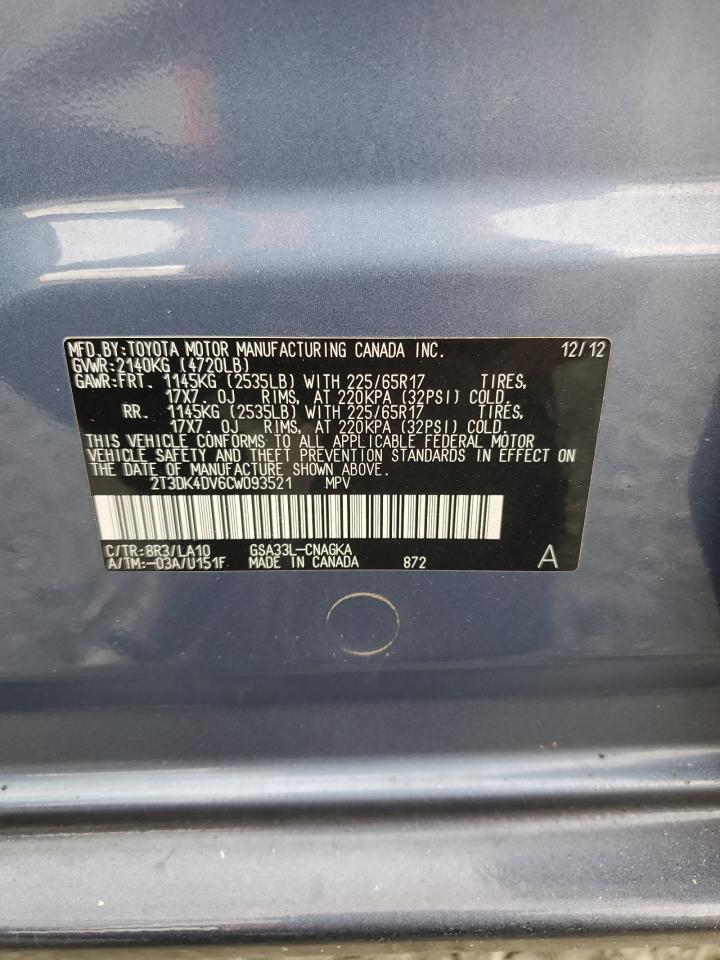 MFD.BY:TOYOTA MOTOR MANUFACTURING CANADA INC. 12/12
GVWR:2140KG (4720LB)
GAWR:FRT. 1145KG (2535LB) WITH 225/65R17 TIRES,
17X7. 0J RIMS, AT 220KPA (32PSI) COLD.
RR. 1145KG (2535LB) WITH 225/65R17 TIRES,
17X7. 0J RIMS, AT 220KPA (32PSI) COLD.
THIS VEHICLE CONFORMS TO ALL APPLICABLE FEDERAL MOTOR
VEHICLE SAFETY AND THEFT PREVENTION STANDARDS IN EFFECT ON
THE DATE OF MANUFACTURE SHOWN ABOVE.
2T3DK4DV6CW093521 MPV
C/TR:8R3/LA10 GSA33L-CNAGKA
A/TM:-03A/U151F MADE IN CANADA 872 A